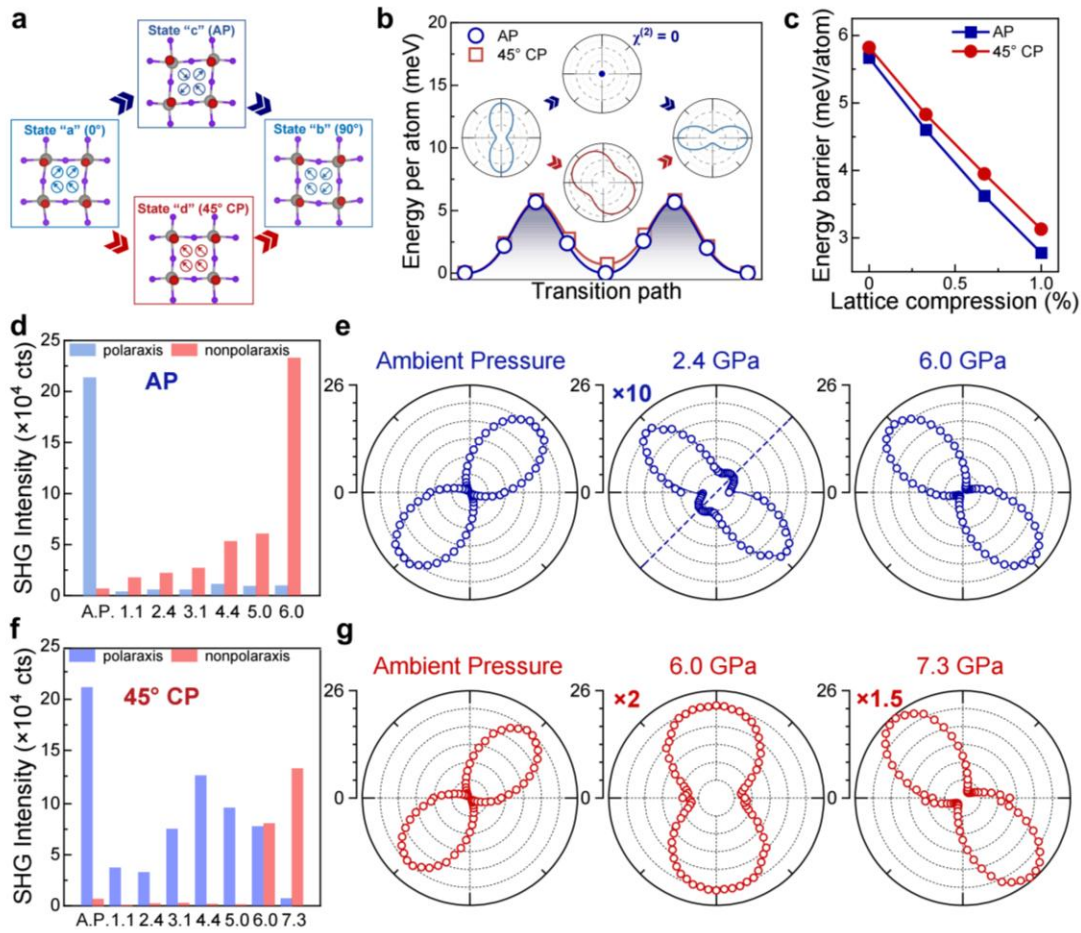 a
State "c" (AP)
State "a" (0°)
State "b" (90°)
State "d" (45° CP)
b
Energy per atom (meV)
20
15
10
5
0
AP
45° CP
χ(2) = 0
Transition path
c
Energy barrier (meV/atom)
6
5
4
3
AP
45° CP
0 0.5 1.0
Lattice compression (%)
d
SHG Intensity (×10⁴ cts)
25
20
15
10
5
0
polaraxis nonpolaraxis
AP
A.P. 1.1 2.4 3.1 4.4 5.0 6.0
e
Ambient Pressure 2.4 GPa 6.0 GPa
26 26 26
×10
0 0 0
f
SHG Intensity (×10⁴ cts)
25
20
15
10
5
0
polaraxis nonpolaraxis
45° CP
A.P. 1.1 2.4 3.1 4.4 5.0 6.0 7.3
g
Ambient Pressure 6.0 GPa 7.3 GPa
26 26 26
×2 ×1.5
0 0 0